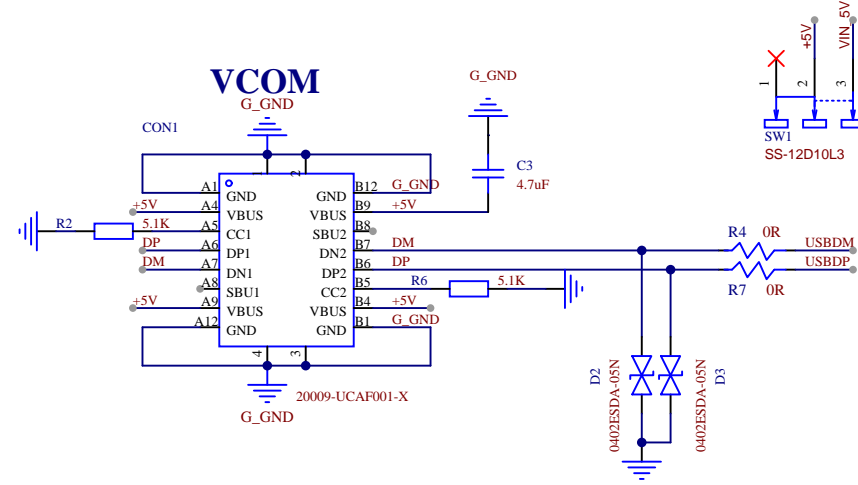 VCOM
G_GND
G_GND
CON1
C3
4.7uF
+5V
VIN_5V
1
2
3
SW1
SS-12D10L3
1
2
A1
GND
GND
B12
G_GND
+5V
A4
VBUS
VBUS
B9
+5V
R2
5.1K
A5
CC1
SBU2
B8
DP
A6
DP1
DN2
B7
DM
DM
A7
DN1
DP2
B6
DP
A8
SBU1
CC2
B5
R6
5.1K
+5V
A9
VBUS
VBUS
B4
+5V
A12
GND
GND
B1
G_GND
4
3
20009-UCAF001-X
G_GND
R4
0R
USBDM
USBDP
R7
0R
D2
0402ESDA-05N
0402ESDA-05N
D3